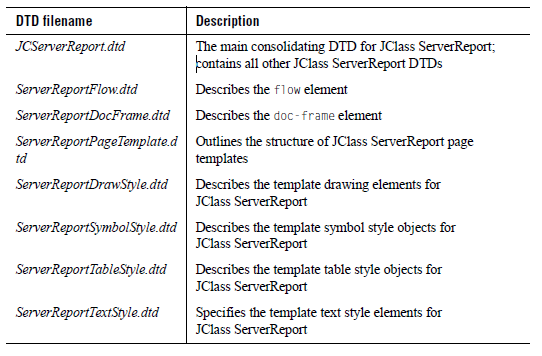 DTD filename Description
JCServerReport.dtd The main consolidating DTD for JClass ServerReport;
contains all other JClass ServerReport DTDs
ServerReportFlow.dtd Describes the flow element
ServerReportDocFrame.dtd Describes the doc-frame element
ServerReportPageTemplate.d Outlines the structure of JClass ServerReport page
td templates
ServerReportDrawStyle.dtd Describes the template drawing elements for
JClass ServerReport
ServerReportSymbolStyle.dtd Describes the template symbol style objects for
JClass ServerReport
ServerReportTableStyle.dtd Describes the template table style objects for
JClass ServerReport
ServerReportTextStyle.dtd Specifies the template text style elements for
JClass ServerReport